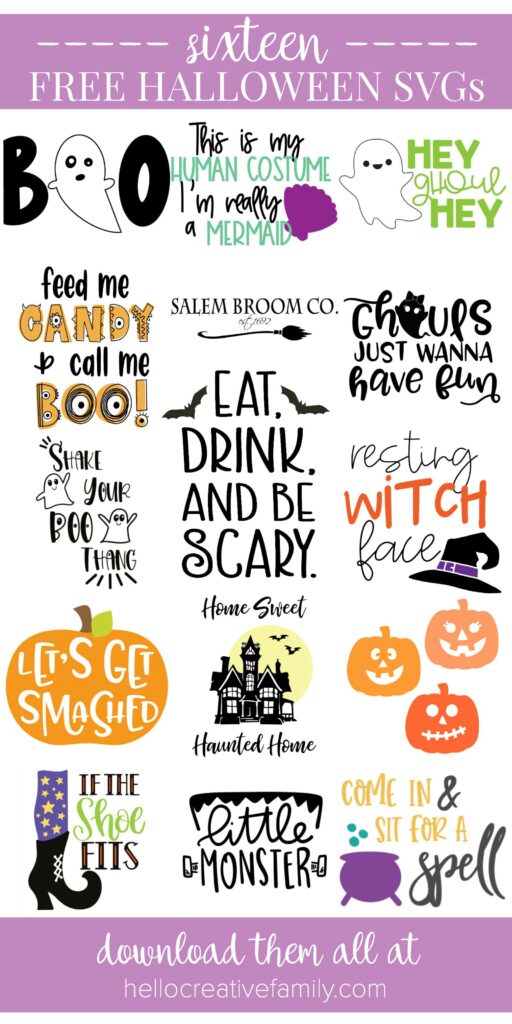 sixteen
FREE HALLOWEEN SVGs
BOO
This is my
HUMAN COSTUME
I'm really
a MERMAID
HEY
ghoul
HEY
feed me
CANDY
& call me
BOO!
SALEM BROOM CO.
est.1692
Ghouls
JUST WANNA
have fun
SHAKE
YOUR
BOO
THANG
EAT,
DRINK,
AND BE
SCARY.
resting
WITCH
face
LET'S GET
SMASHED
Home Sweet
Haunted Home
IF THE
Shoe
FITS
little
MONSTER
COME IN &
SIT FOR A
spell
download them all at
hellocreativefamily.com